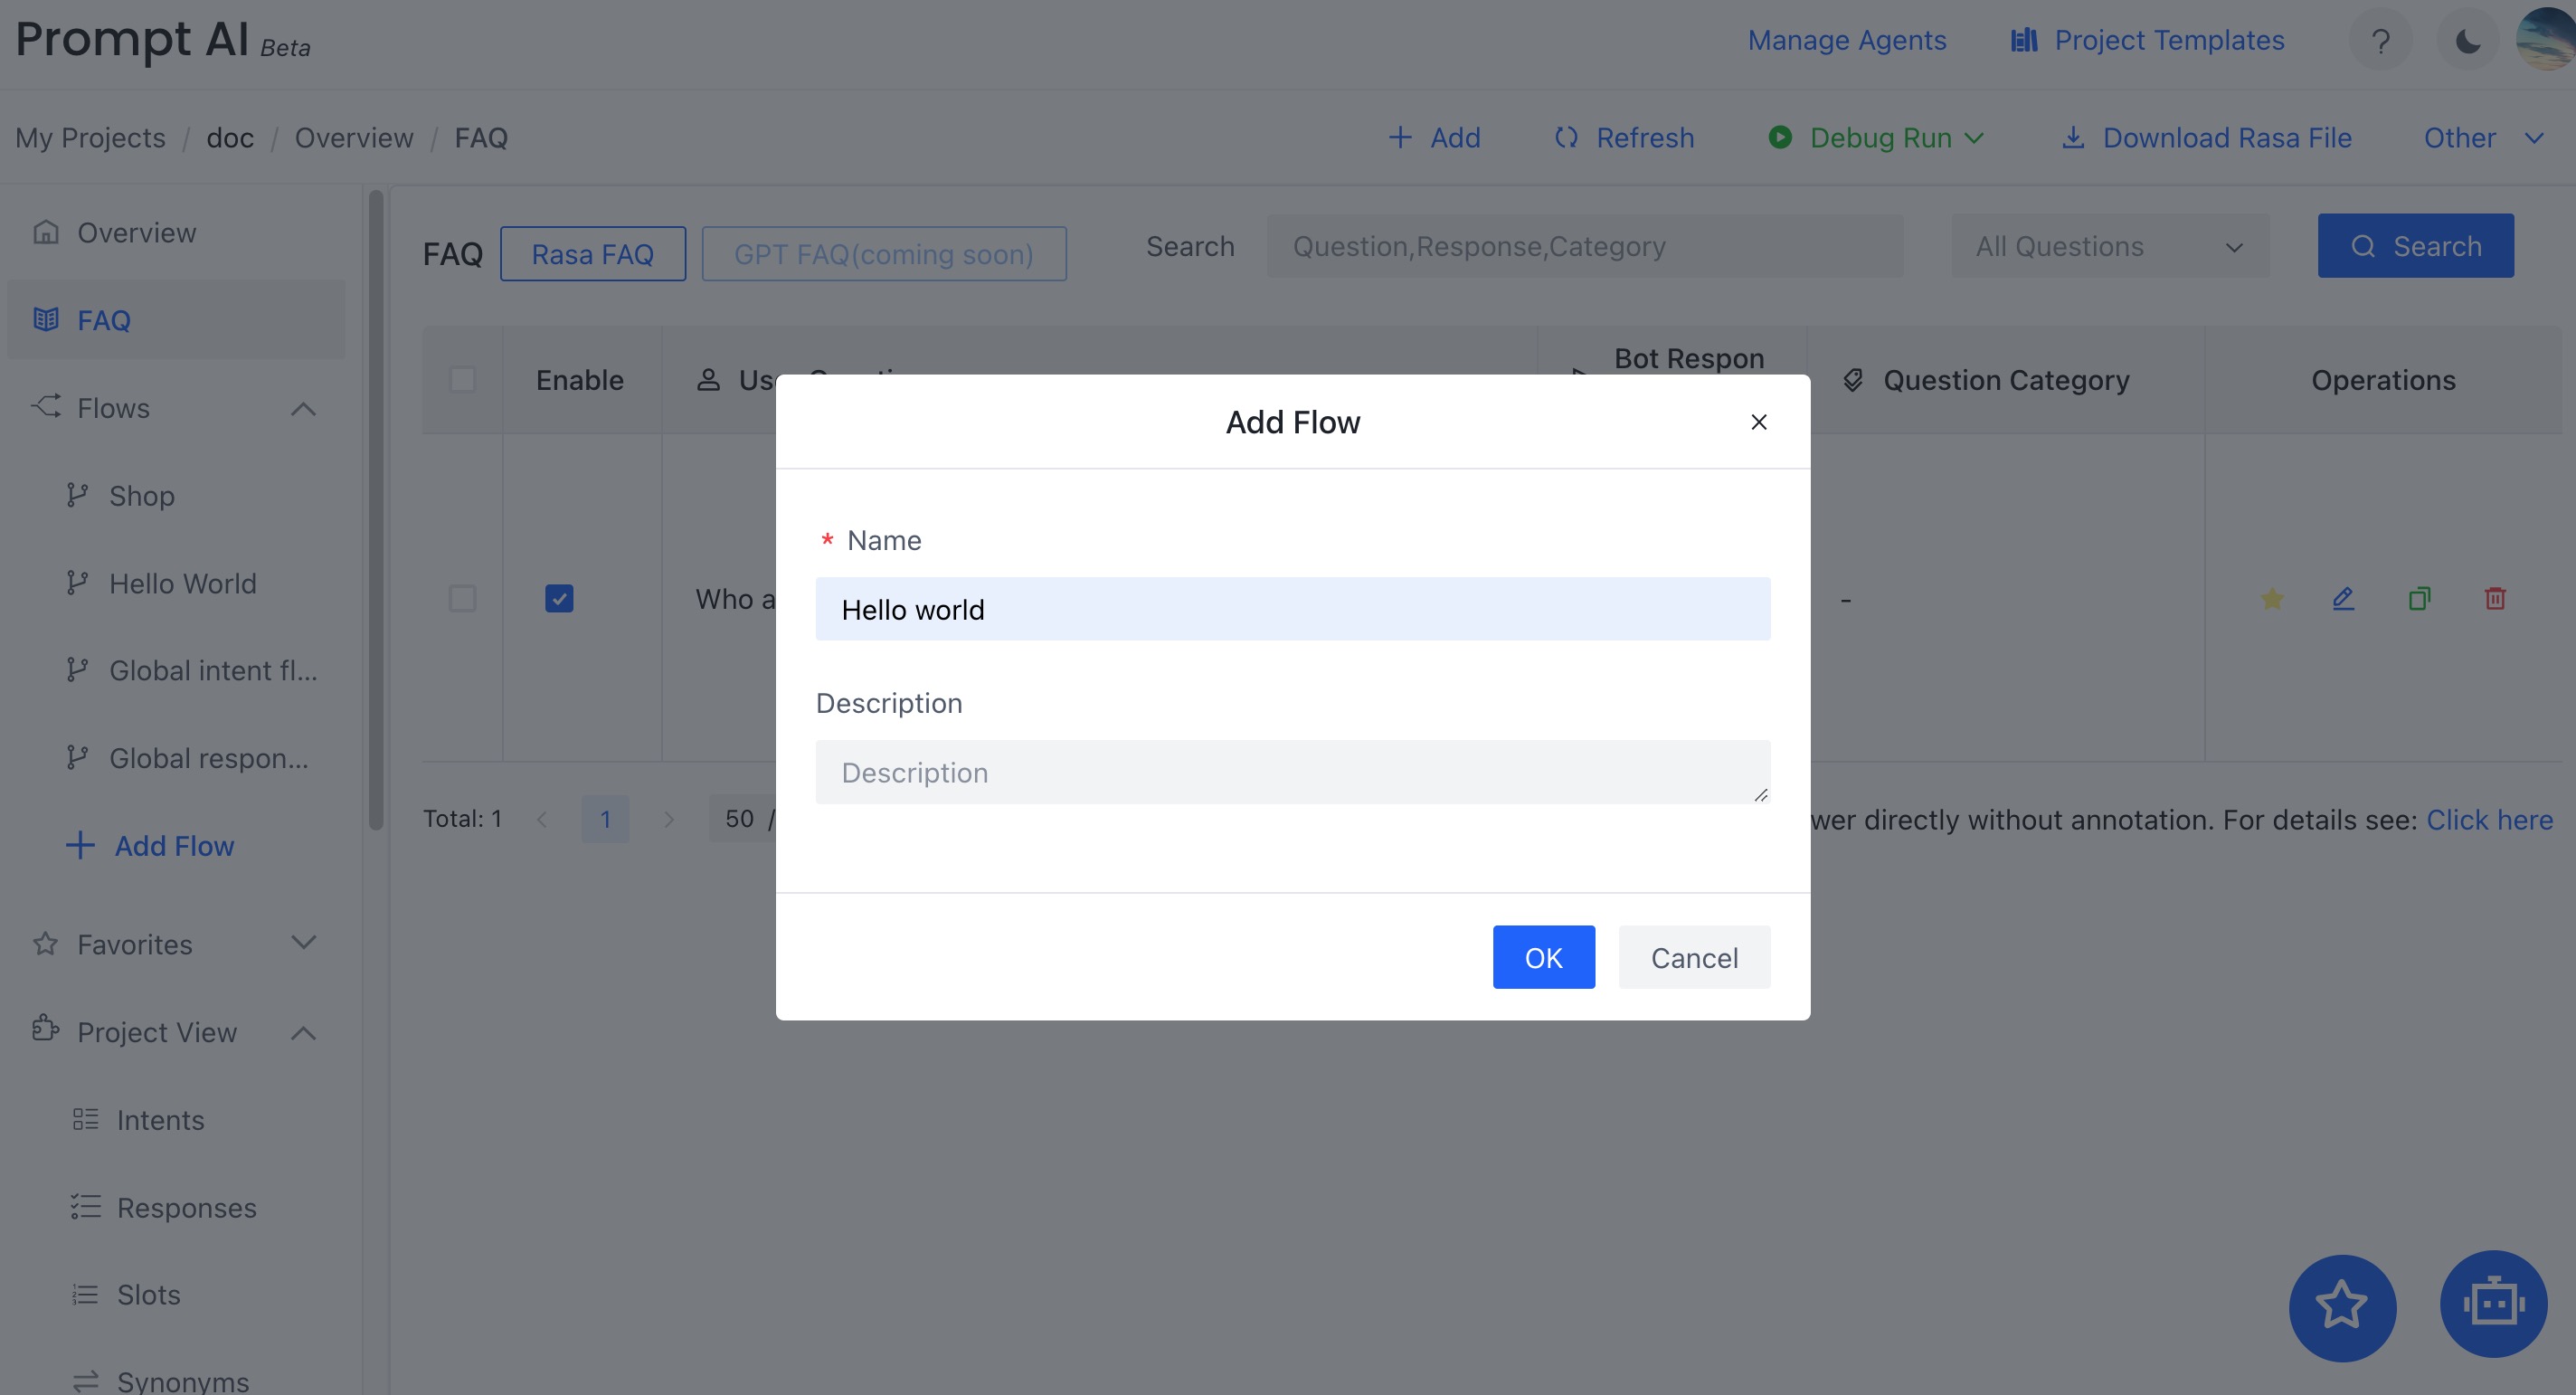 Prompt AI Beta
Manage Agents
Project Templates
?
My Projects / doc / Overview / FAQ
Add
Refresh
Debug Run
Download Rasa File
Other
Overview
FAQ
Flows
Shop
Hello World
Global intent fl...
Global respon...
Add Flow
Favorites
Project View
Intents
Responses
Slots
Synonyms
FAQ
Rasa FAQ
GPT FAQ(coming soon)
Search
Question,Response,Category
All Questions
Search
Enable
Bot Respon
Question Category
Operations
Who a
-
Total: 1
1
50 /
wer directly without annotation. For details see: Click here
Add Flow
* Name
Hello world
Description
Description
OK
Cancel